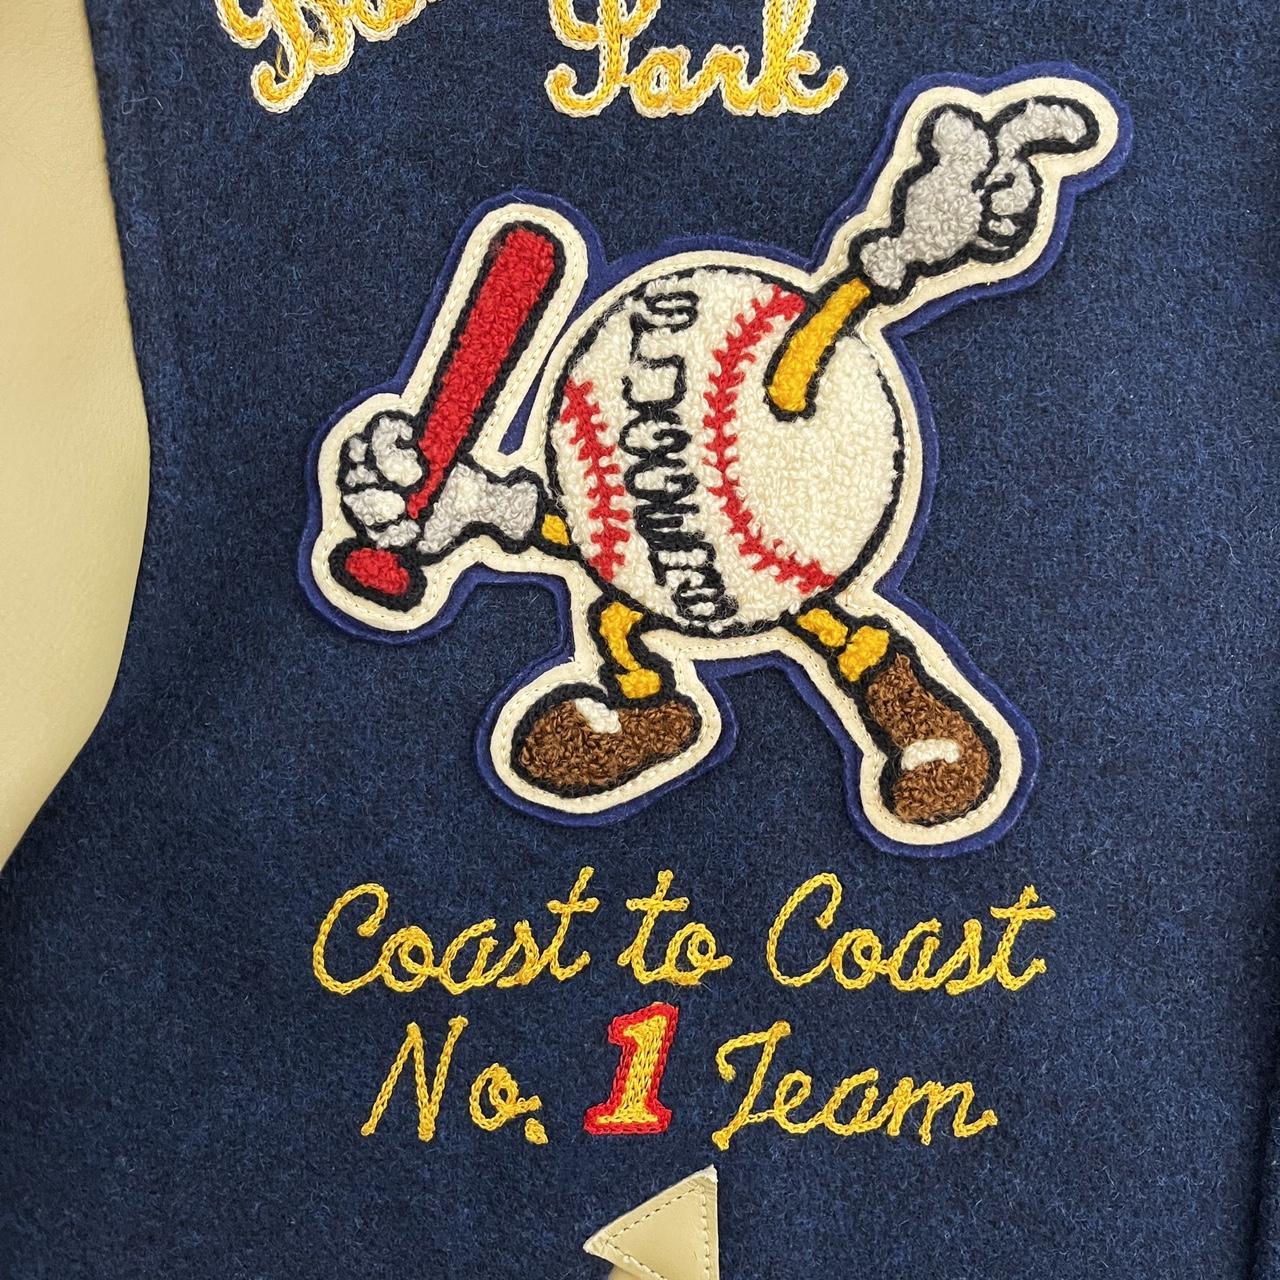 Park
Coast to Coast
No. 1 Team